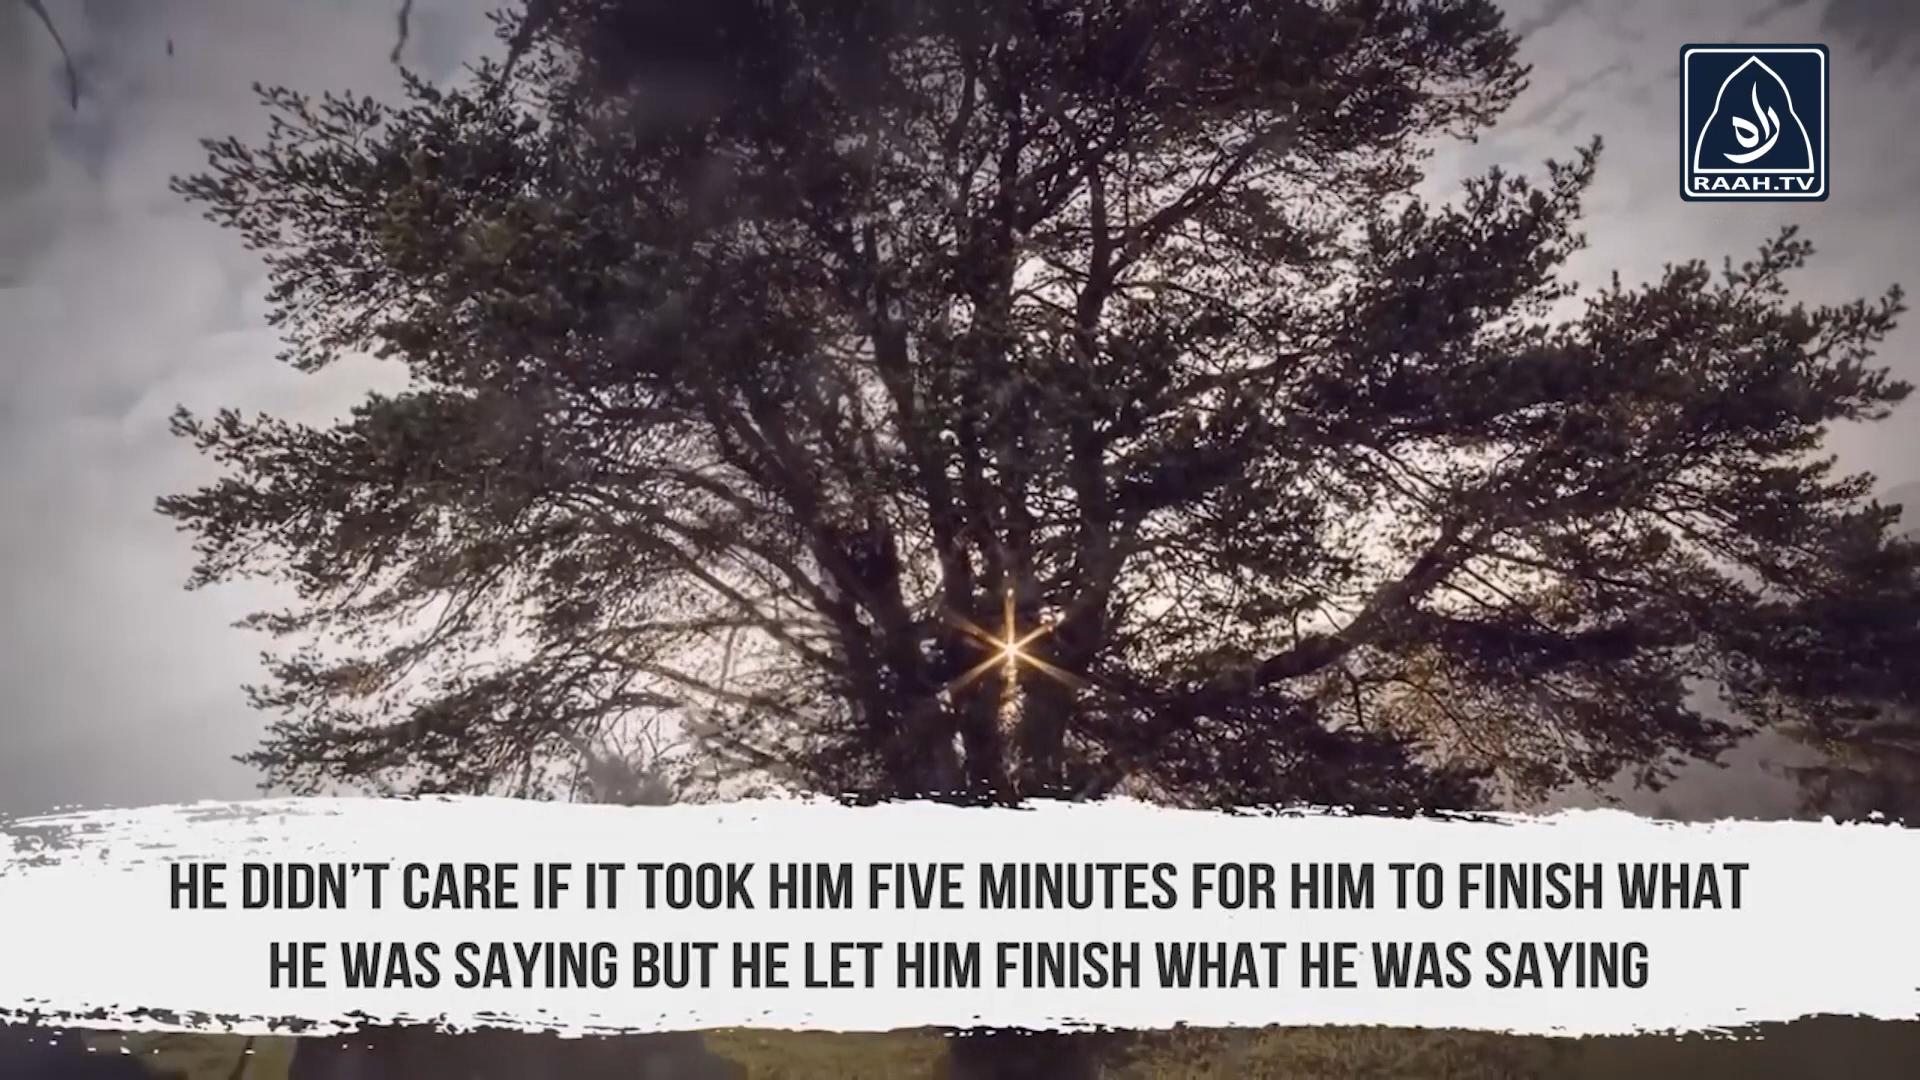 راه
RAAH.TV
HE DIDN’T CARE IF IT TOOK HIM FIVE MINUTES FOR HIM TO FINISH WHAT
HE WAS SAYING BUT HE LET HIM FINISH WHAT HE WAS SAYING